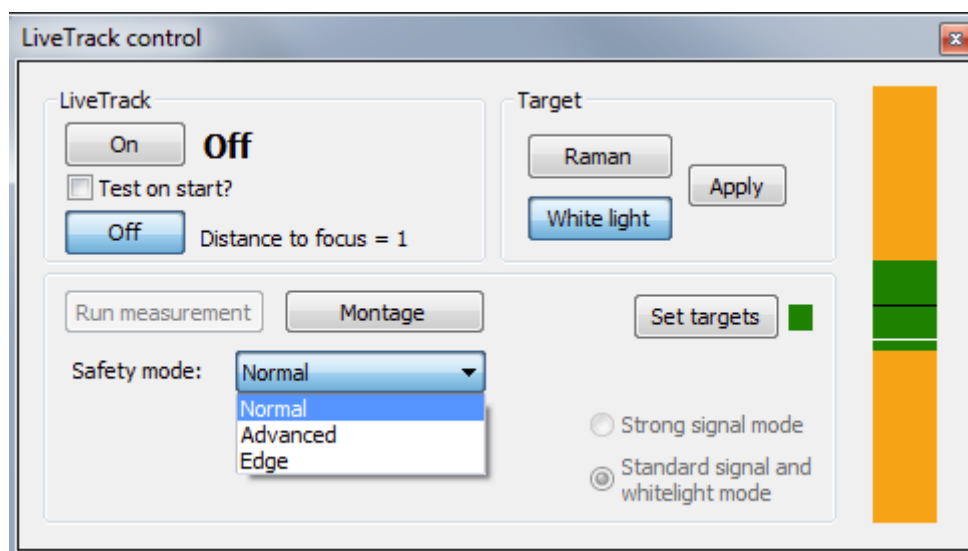 LiveTrack control
LiveTrack
On
Off
Test on start?
Off
Distance to focus = 1
Target
Raman
White light
Apply
Run measurement
Montage
Set targets
Safety mode:
Normal
Normal
Advanced
Edge
Strong signal mode
Standard signal and
whitelight mode